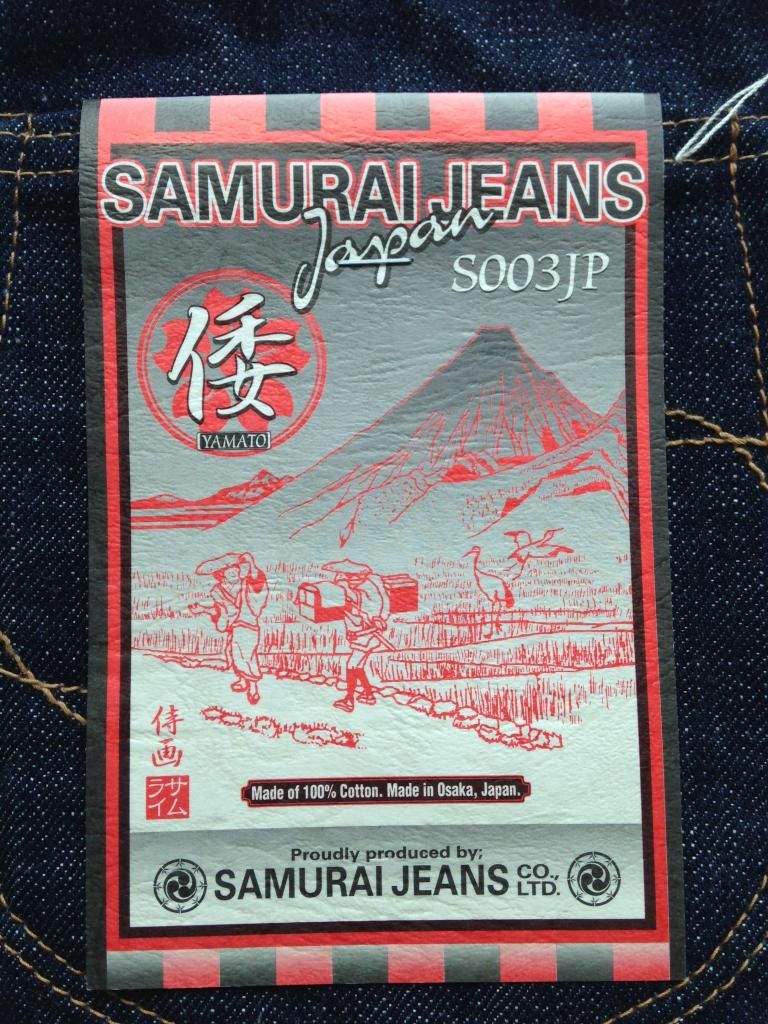 SAMURAI JEANS
Japan
S003JP
倭
YAMATO
侍画
サム
ライ
Made of 100% Cotton. Made in Osaka, Japan.
Proudly produced by;
SAMURAI JEANS CO., LTD.